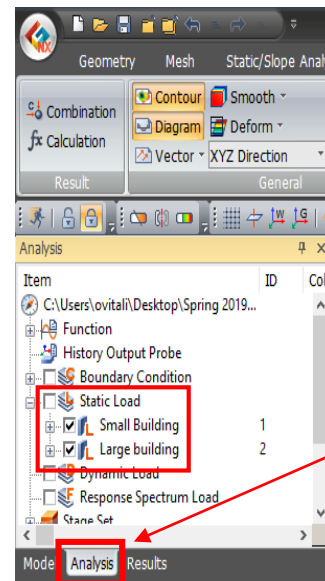 NX
Geometry Mesh Static/Slope Anal
Combination
Calculation
Result
Contour Smooth
Diagram Deform
Vector XYZ Direction
General
Analysis
Item ID Col
C:\Users\ovitali\Desktop\Spring 2019...
Function
History Output Probe
Boundary Condition
Static Load
Small Building 1
Large building 2
Dynamic Load
Response Spectrum Load
Stage Set
Mode Analysis Results